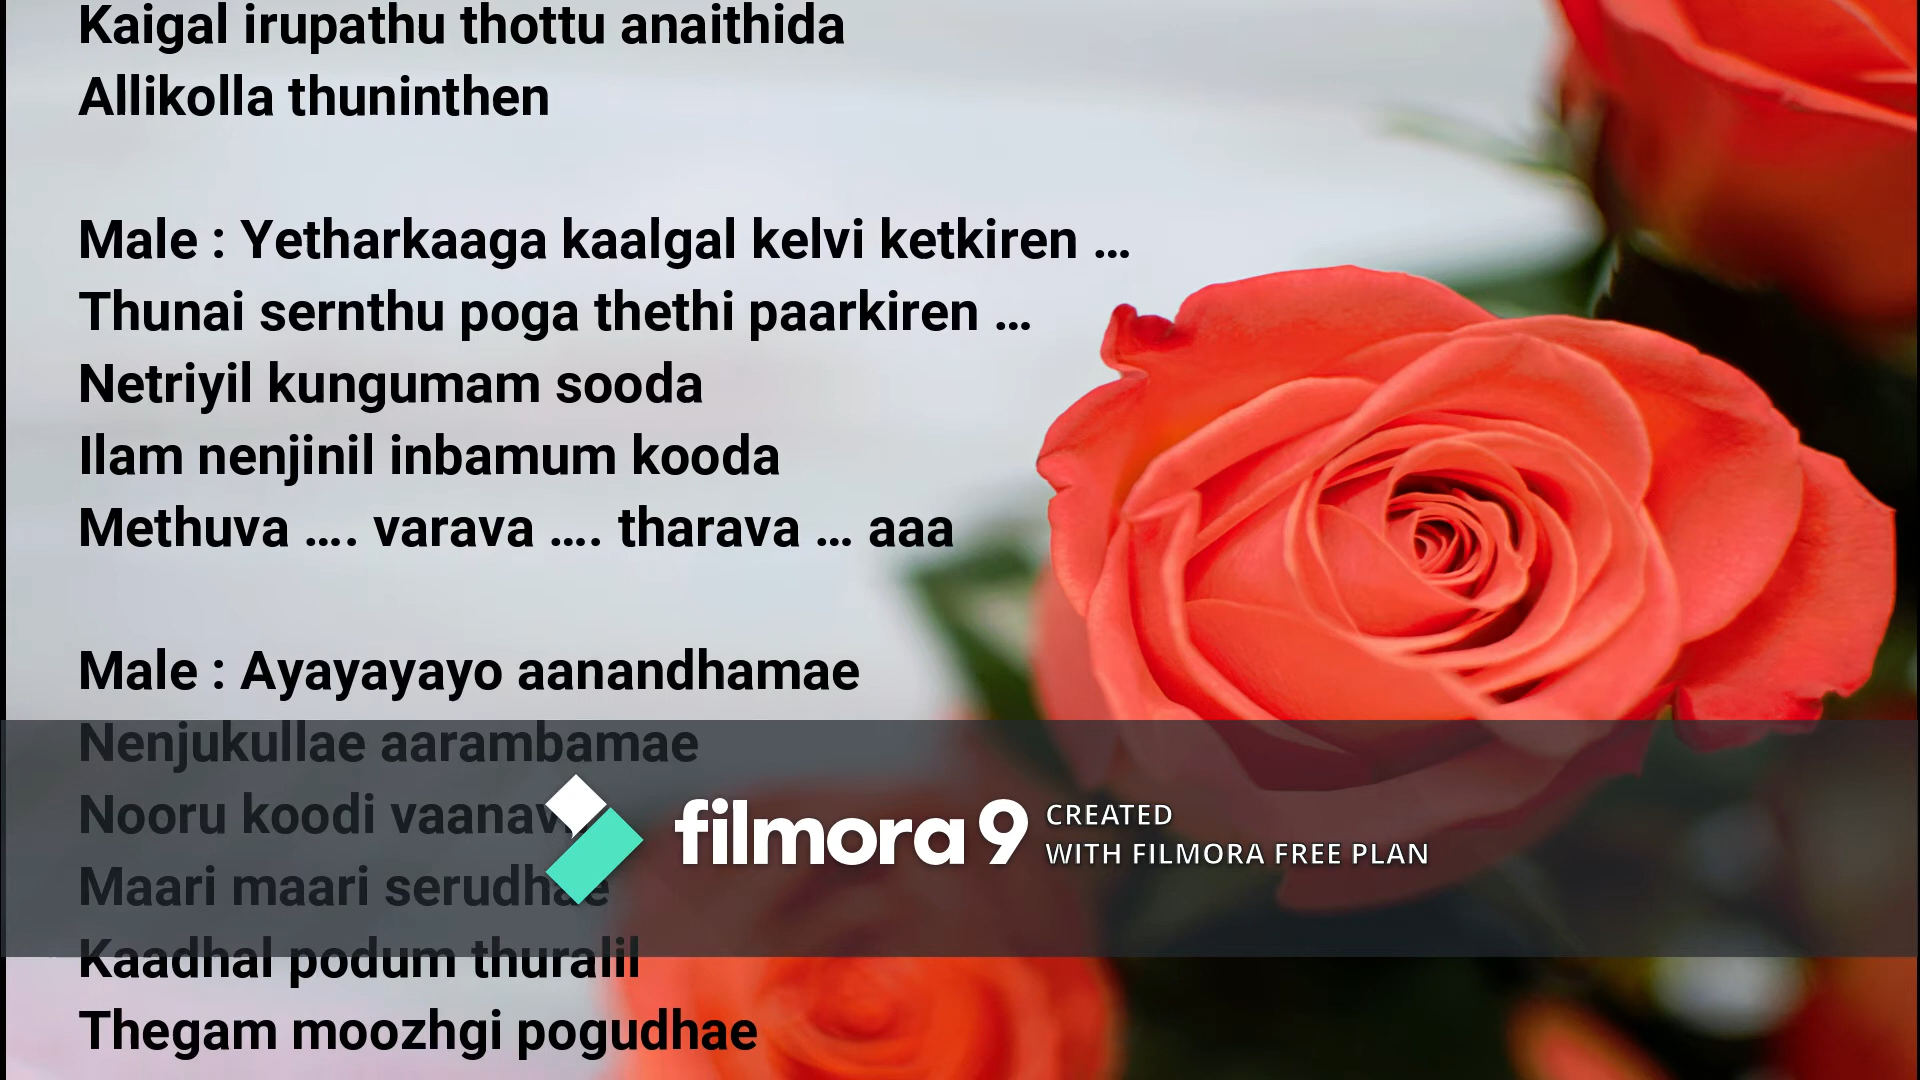 Kaigal irupathu thottu anaithida
Allikolla thuninthen
Male : Yetharkaaga kaalgal kelvi ketkiren ...
Thunai sernthu poga thethi paarkiren ...
Netriyil kungumam sooda
Ilam nenjinil inbamum kooda
Methuva .... varava .... tharava ... aaa
Male : Ayayayayo aanandhamae
Nenjukullae aarambamae
Nooru koodi
Maari maari serudhae
Kaadhal podum thuralil
Thegam moozhgi pogudhae
filmora 9
CREATED
WITH FILMORA FREE PLAN